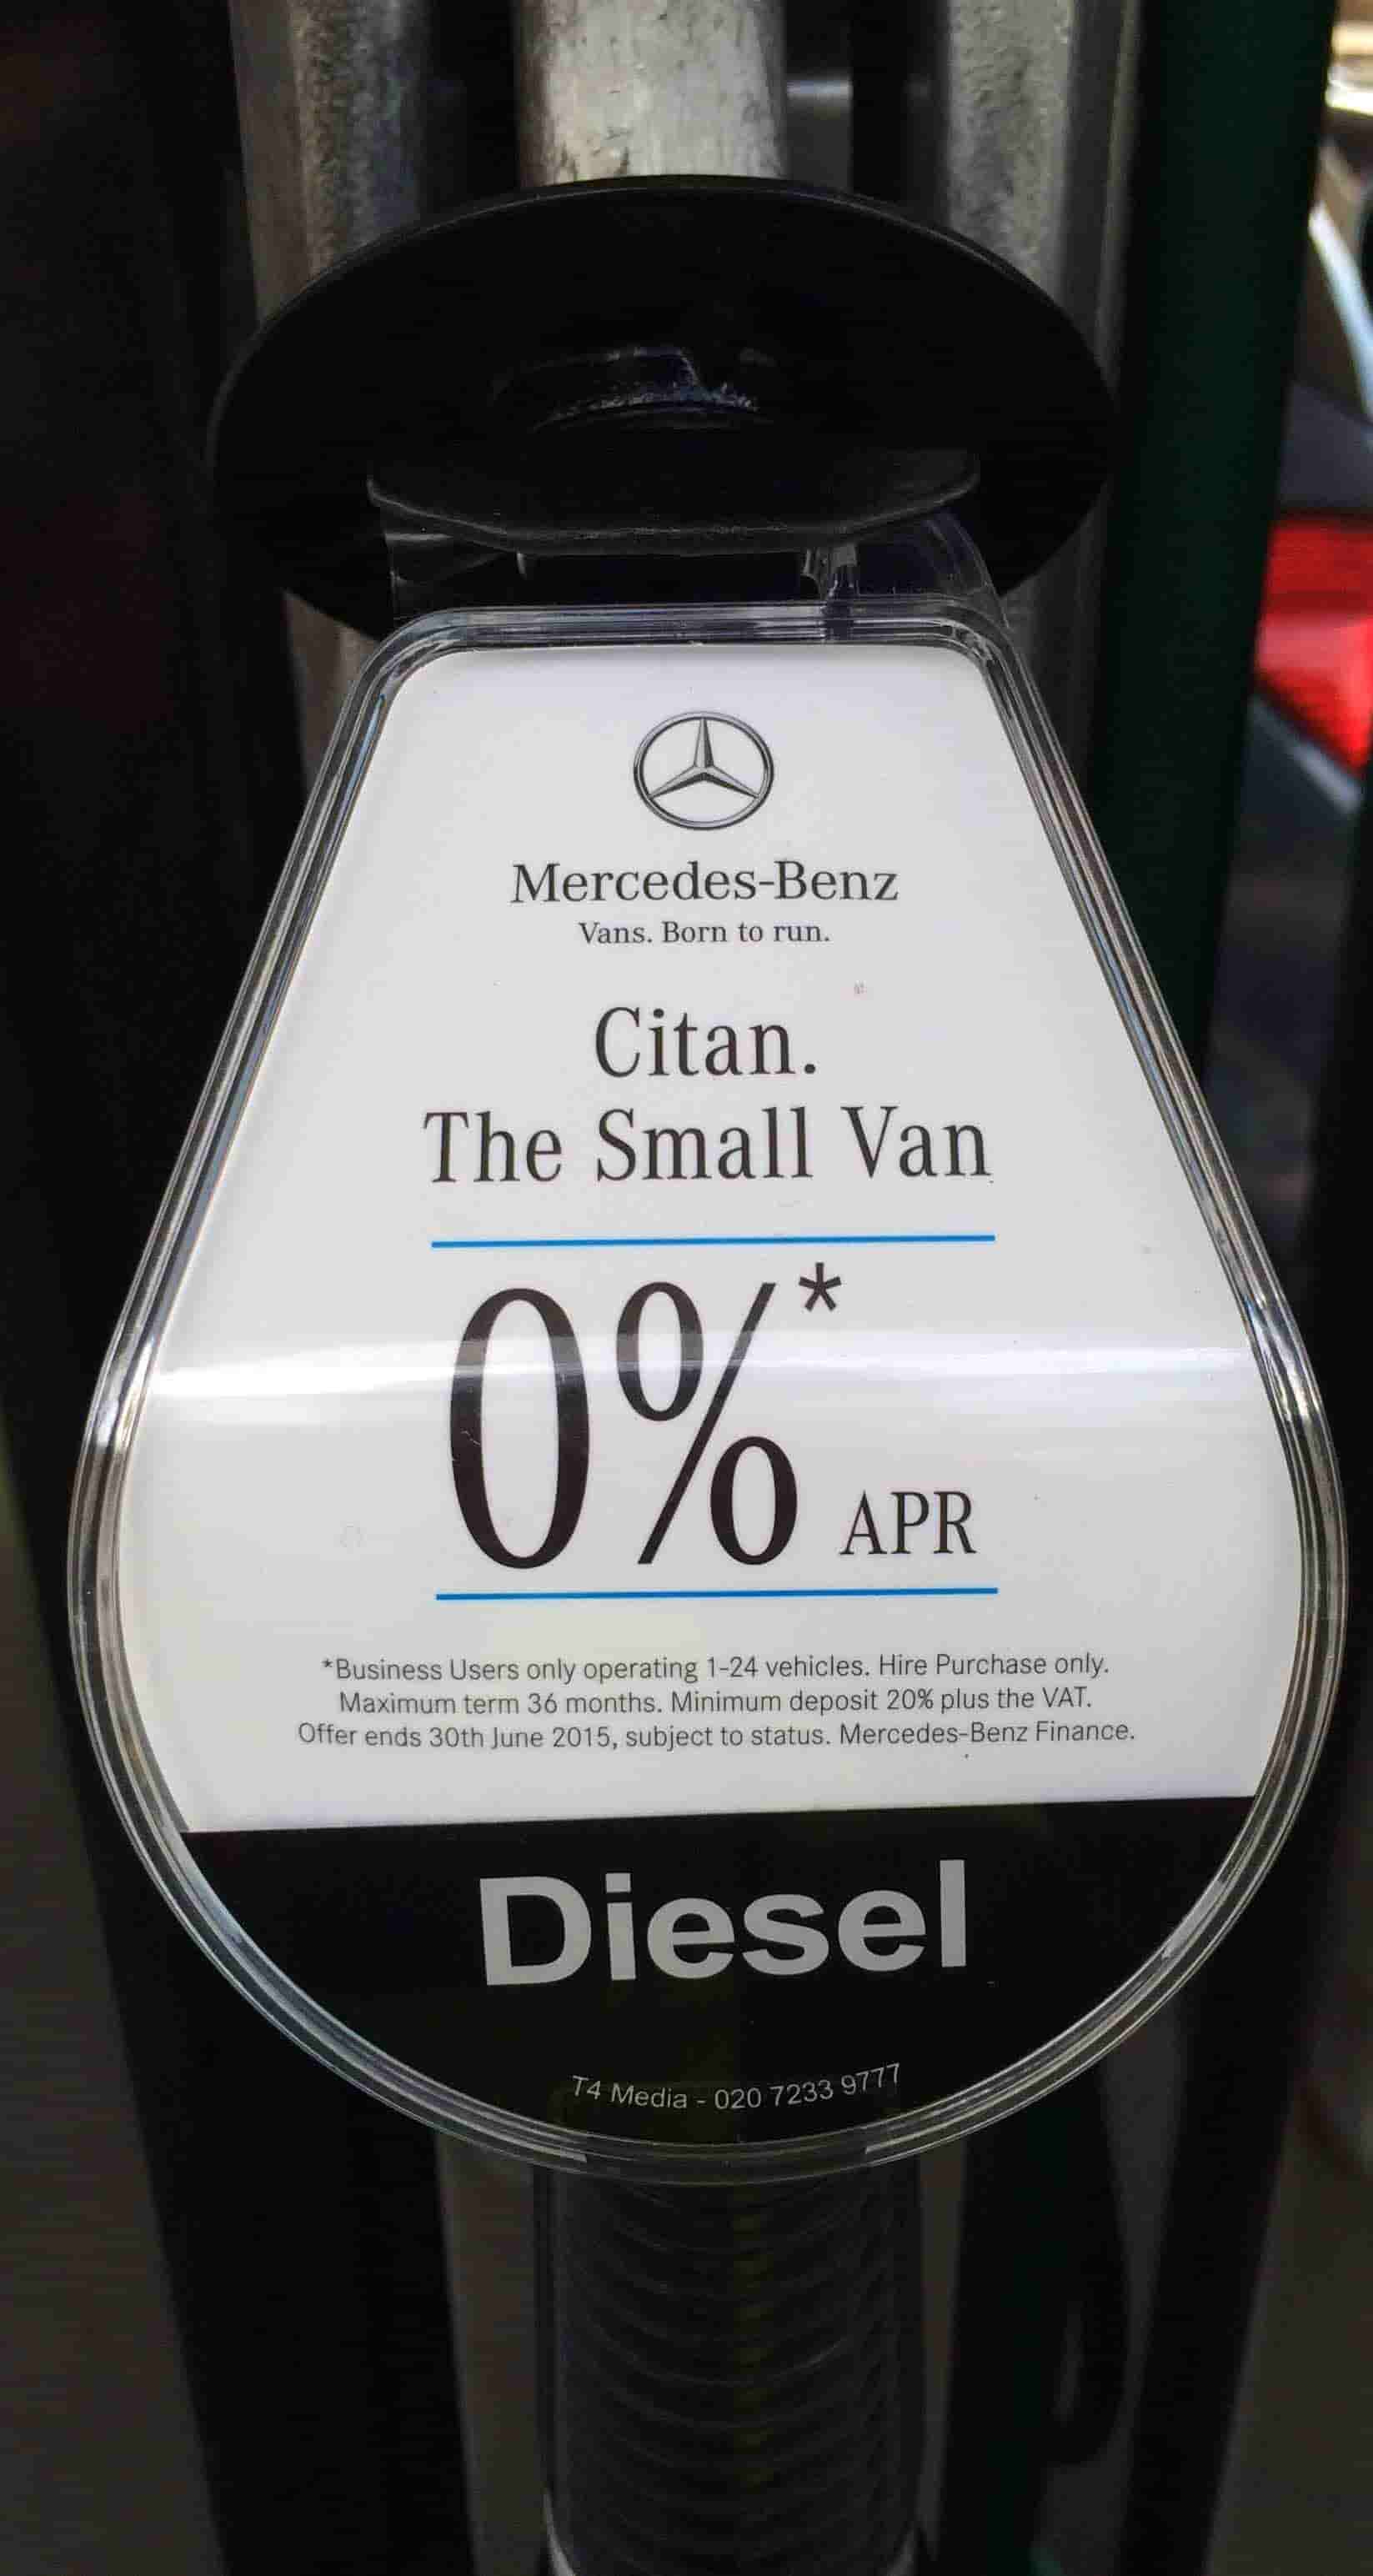 Mercedes-Benz
Vans. Born to run.
Citan.
The Small Van
0%*
APR
*Business Users only operating 1-24 vehicles. Hire Purchase only.
Maximum term 36 months. Minimum deposit 20% plus the VAT.
Offer ends 30th June 2015, subject to status. Mercedes-Benz Finance.
Diesel
T4 Media - 020 7233 9777